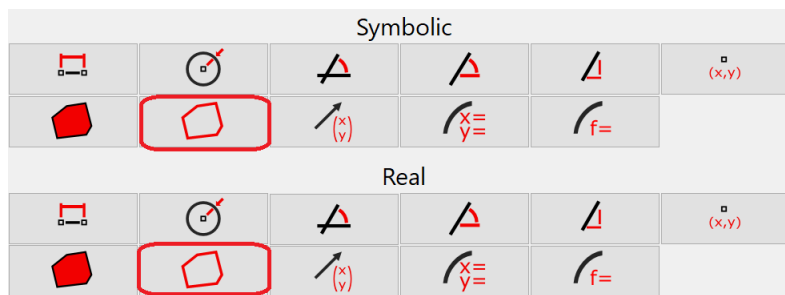 Symbolic
(x,y)
(x
y) x=
y= f=
Real
(x,y)
(x
y) x=
y= f=